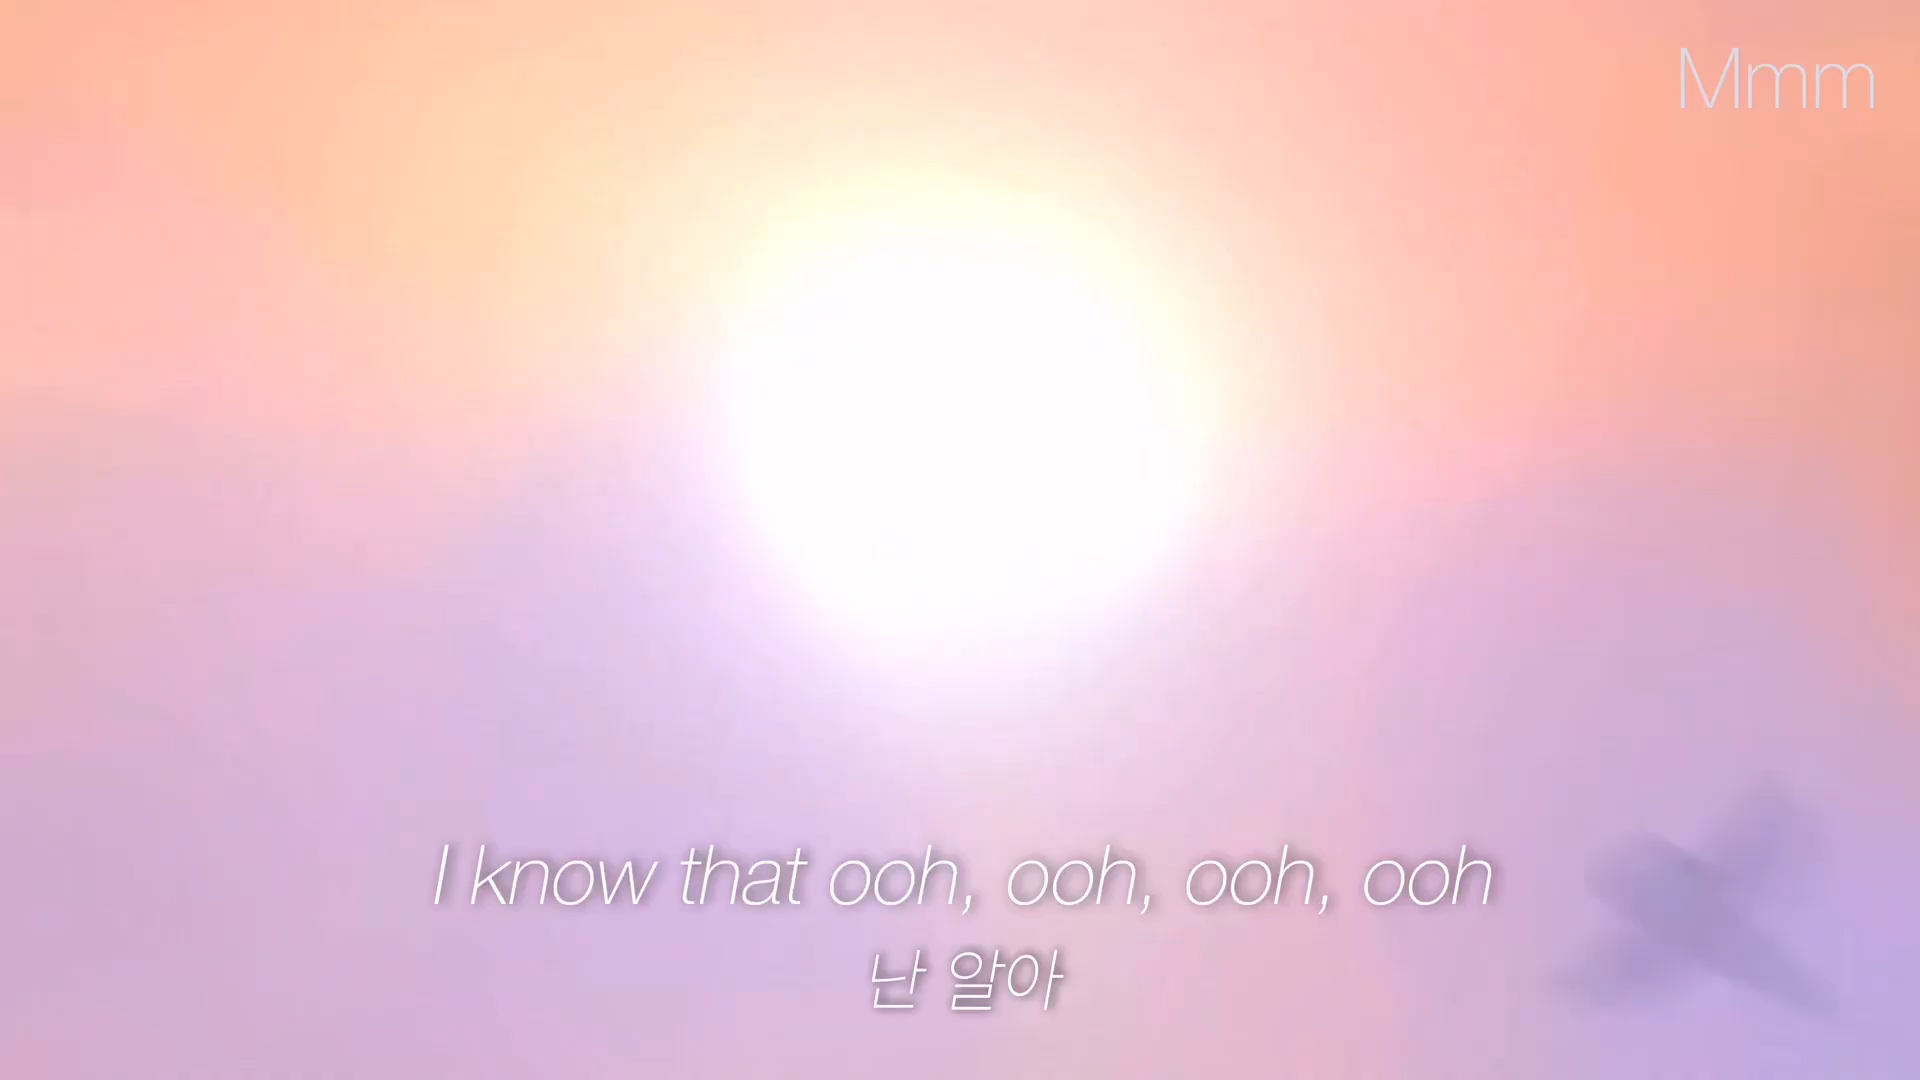 Mmm
I know that ooh, ooh, ooh, ooh
난 알아